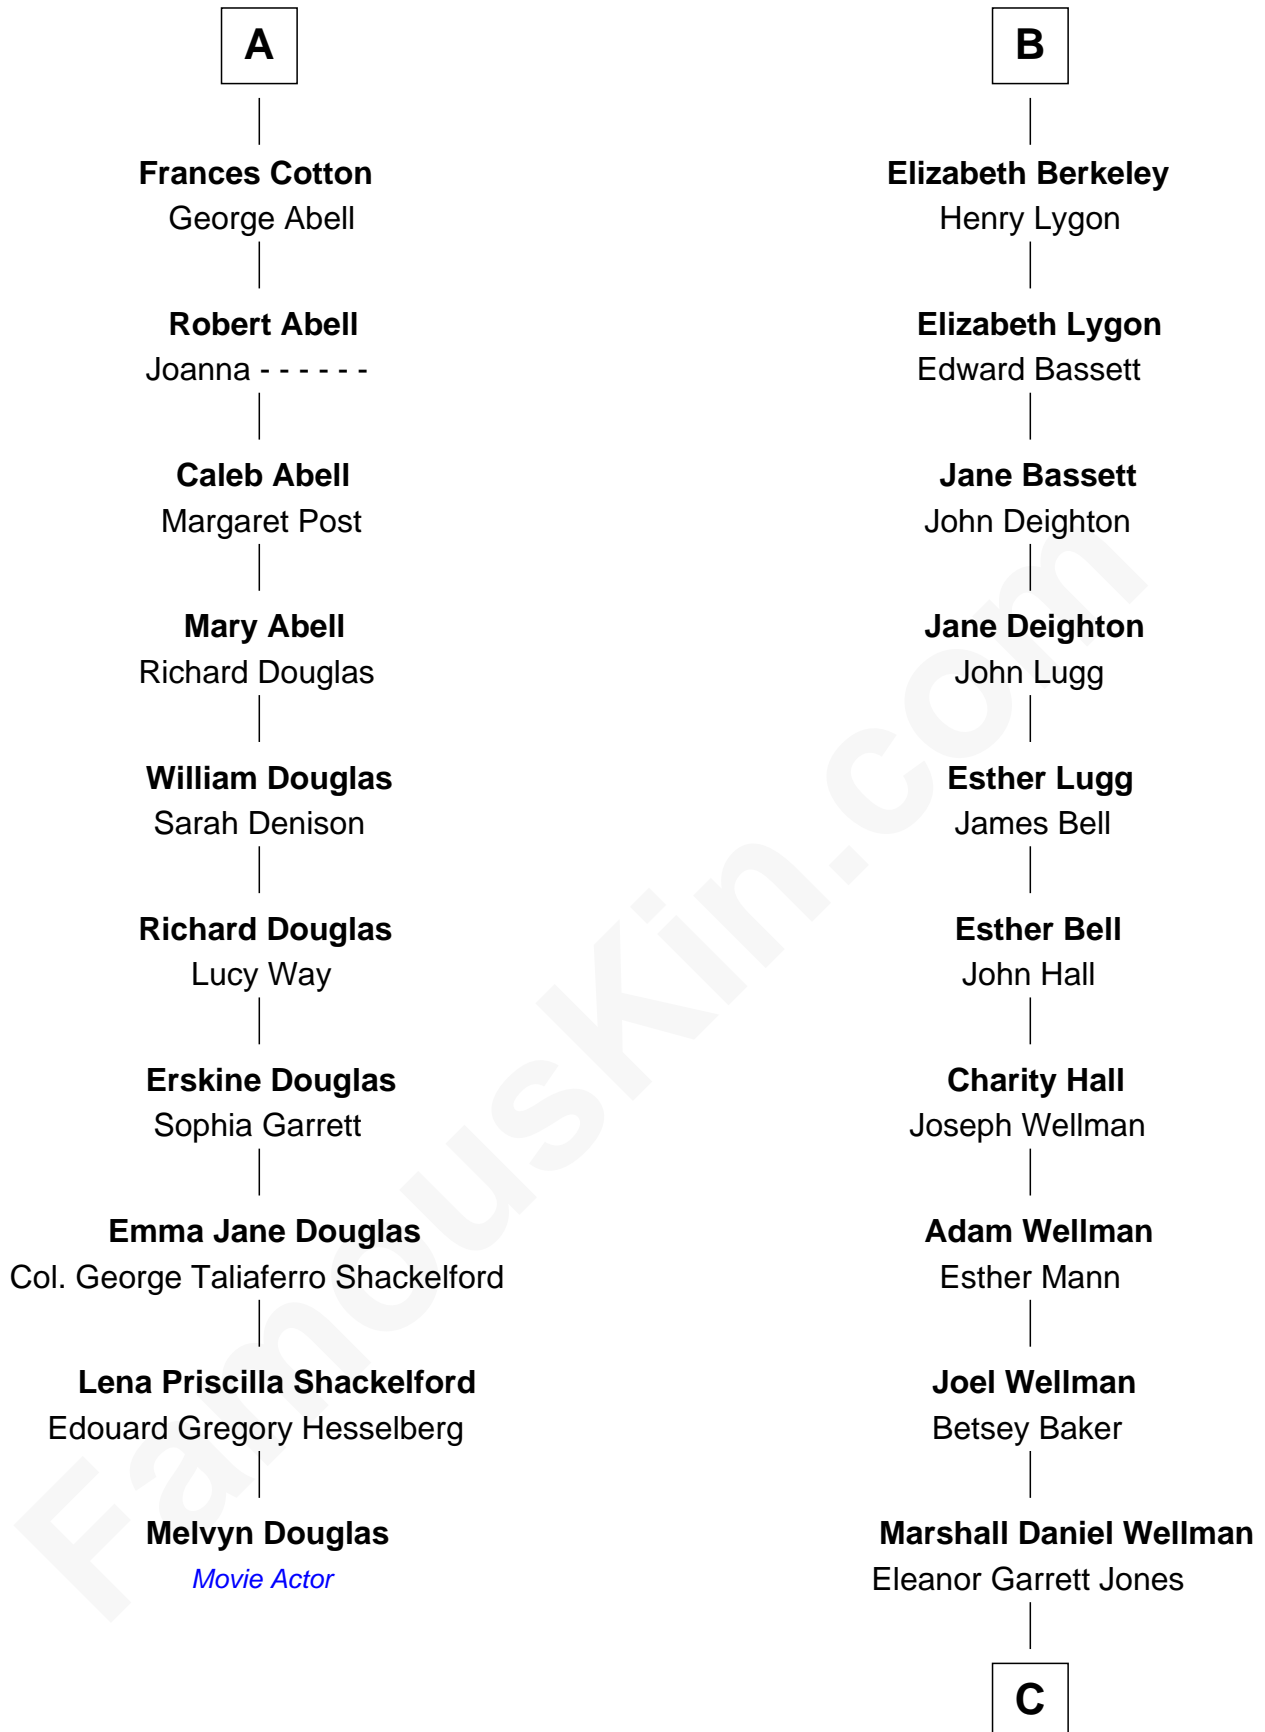 A
Frances Cotton
George Abell
Robert Abell
Joanna - - - - - -
Caleb Abell
Margaret Post
Mary Abell
Richard Douglas
William Douglas
Sarah Denison
Richard Douglas
Lucy Way
Erskine Douglas
Sophia Garrett
Emma Jane Douglas
Col. George Taliaferro Shackelford
Lena Priscilla Shackelford
Edouard Gregory Hesselberg
Melvyn Douglas
Movie Actor
B
Elizabeth Berkeley
Henry Lygon
Elizabeth Lygon
Edward Bassett
Jane Bassett
John Deighton
Jane Deighton
John Lugg
Esther Lugg
James Bell
Esther Bell
John Hall
Charity Hall
Joseph Wellman
Adam Wellman
Esther Mann
Joel Wellman
Betsey Baker
Marshall Daniel Wellman
Eleanor Garrett Jones
C
FamousKin.com